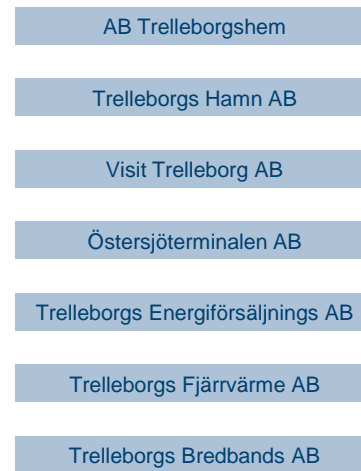 AB Trelleborgshem
Trelleborgs Hamn AB
Visit Trelleborg AB
Östersjöterminalen AB
Trelleborgs Energiförsäljnings AB
Trelleborgs Fjärrvärme AB
Trelleborgs Bredbands AB